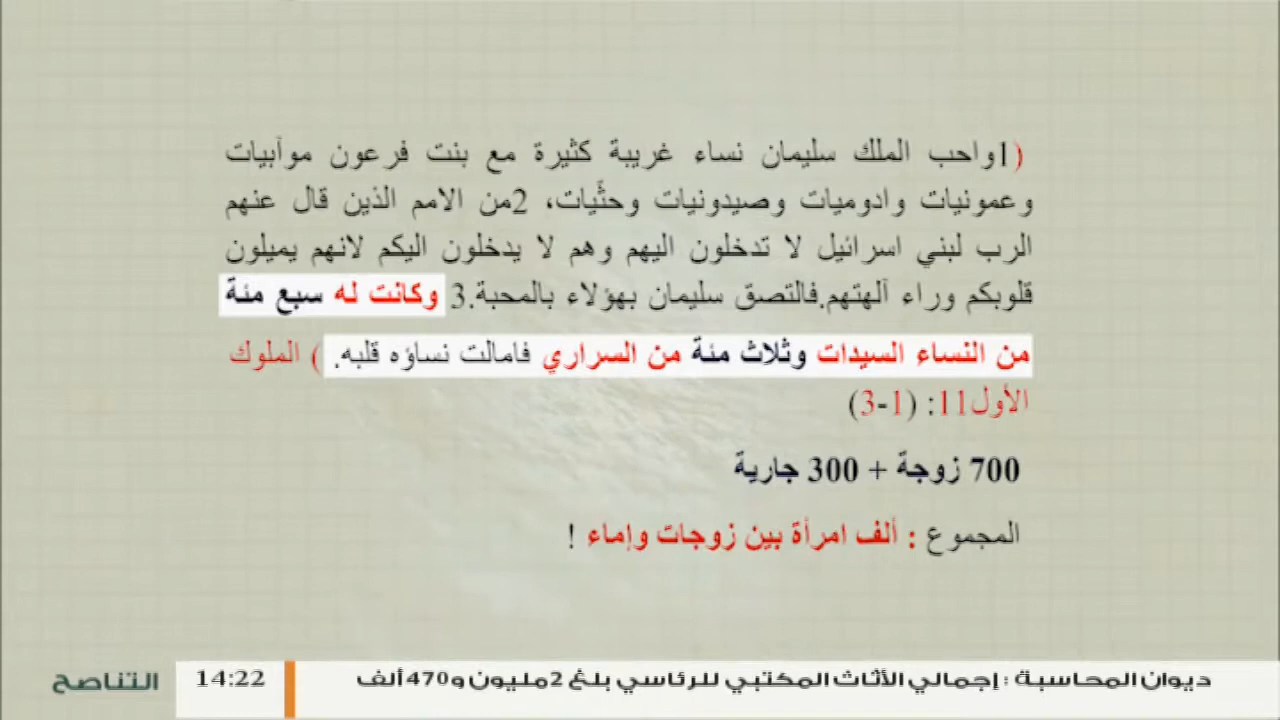 (1واحب الملك سليمان نساء غريبة كثيرة مع بنت فرعون موآبيات
وعمونيات وادوميات وصيدونيات وحثّيات، 2من الامم الذين قال عنهم
الرب لبني اسرائيل لا تدخلون اليهم وهم لا يدخلون اليكم لانهم يميلون
قلوبكم وراء آلهتهم.فالتصق سليمان بهؤلاء بالمحبة.3 وكانت له سبع مئة
من النساء السيدات وثلاث مئة من السراري فامالت نساؤه قلبه. ) الملوك
الأول11: (1-3)
700 زوجة + 300 جارية
المجموع : ألف امرأة بين زوجات وإماء !
ديوان المحاسبة : إجمالي الأثاث المكتبي للرئاسي بلغ 2مليون و470 ألف
14:22
التناصح